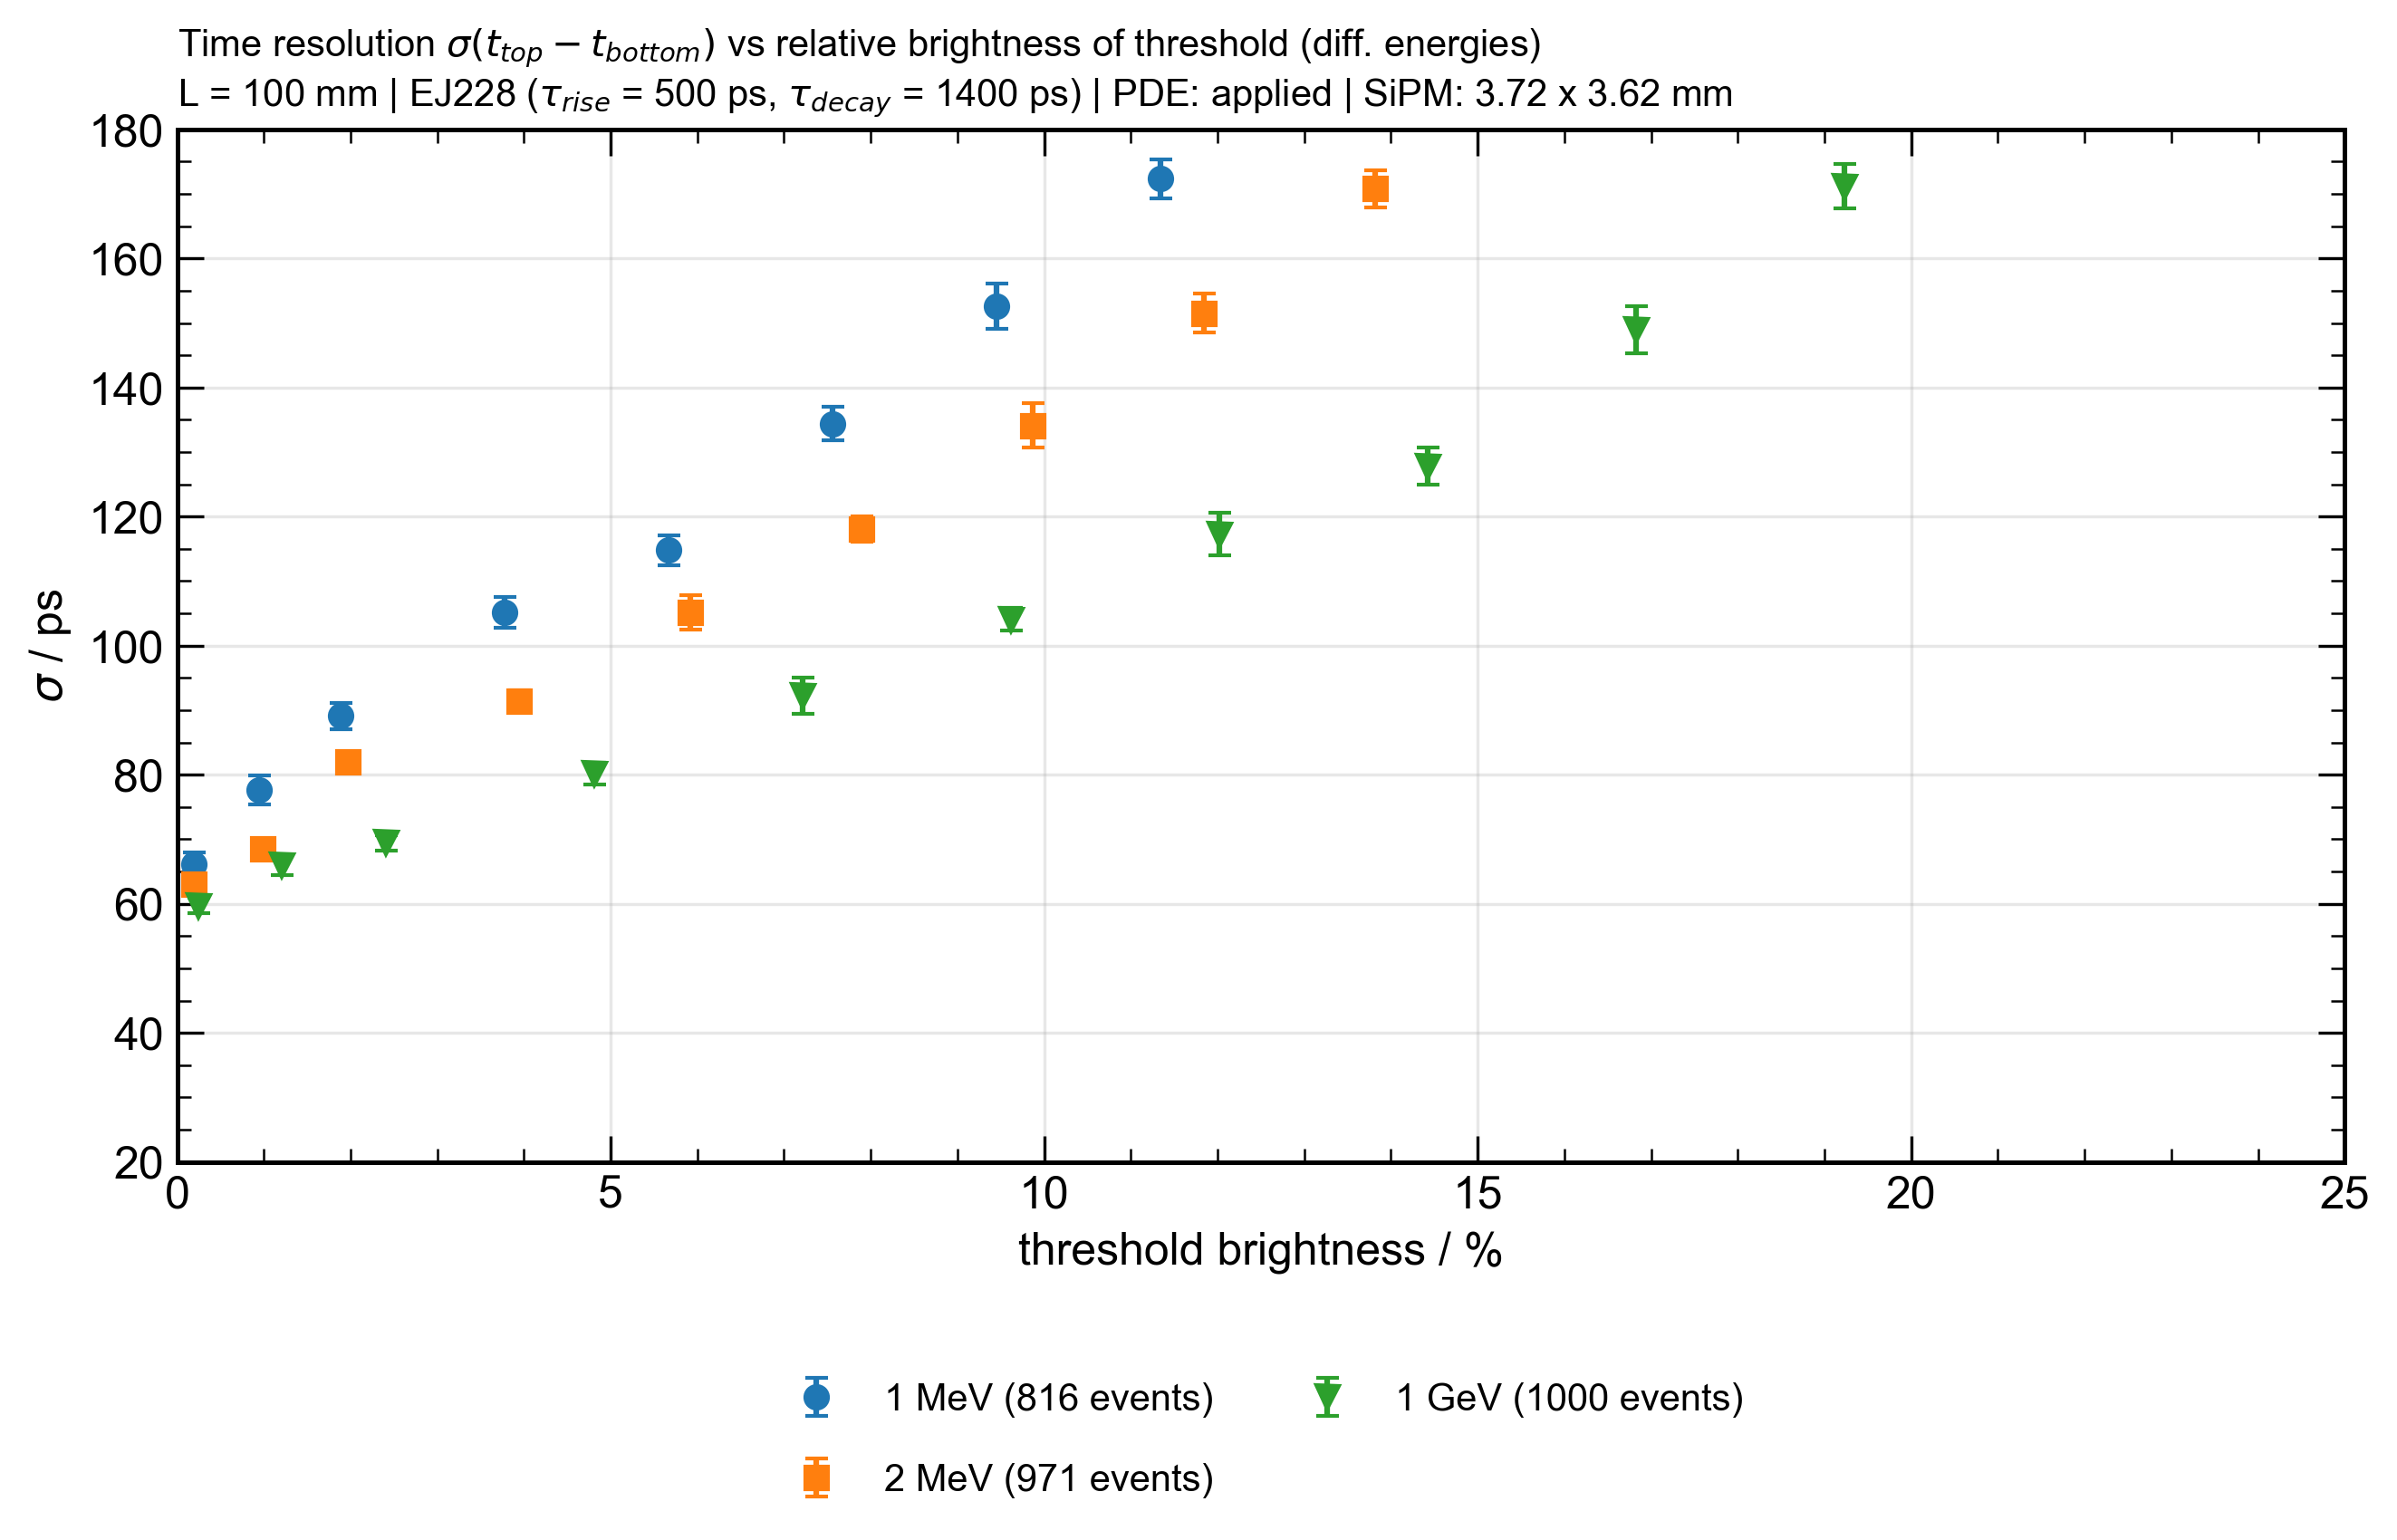 Time resolution σ(t_top − t_bottom) vs relative brightness of threshold (diff. energies)
L = 100 mm | EJ228 (τ_rise = 500 ps, τ_decay = 1400 ps) | PDE: applied | SiPM: 3.72 x 3.62 mm
180
160
140
120
100
80
60
40
20
σ / ps
0 5 10 15 20 25
threshold brightness / %
1 MeV (816 events) 1 GeV (1000 events)
2 MeV (971 events)